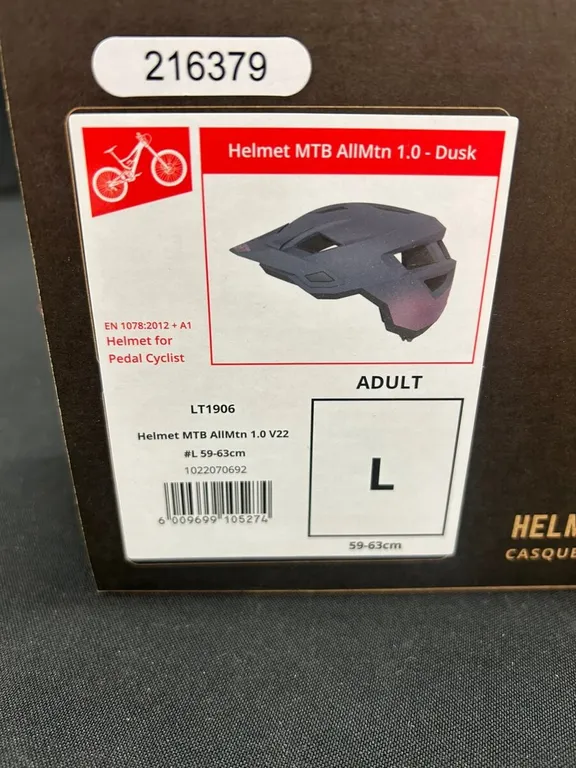 216379
Helmet MTB AllMtn 1.0 - Dusk
EN 1078:2012 + A1
Helmet for
Pedal Cyclist
ADULT
LT1906
Helmet MTB AllMtn 1.0 V22
#L 59-63cm
1022070692
6 009699 105274
L
59-63cm
HELM
CASQUE